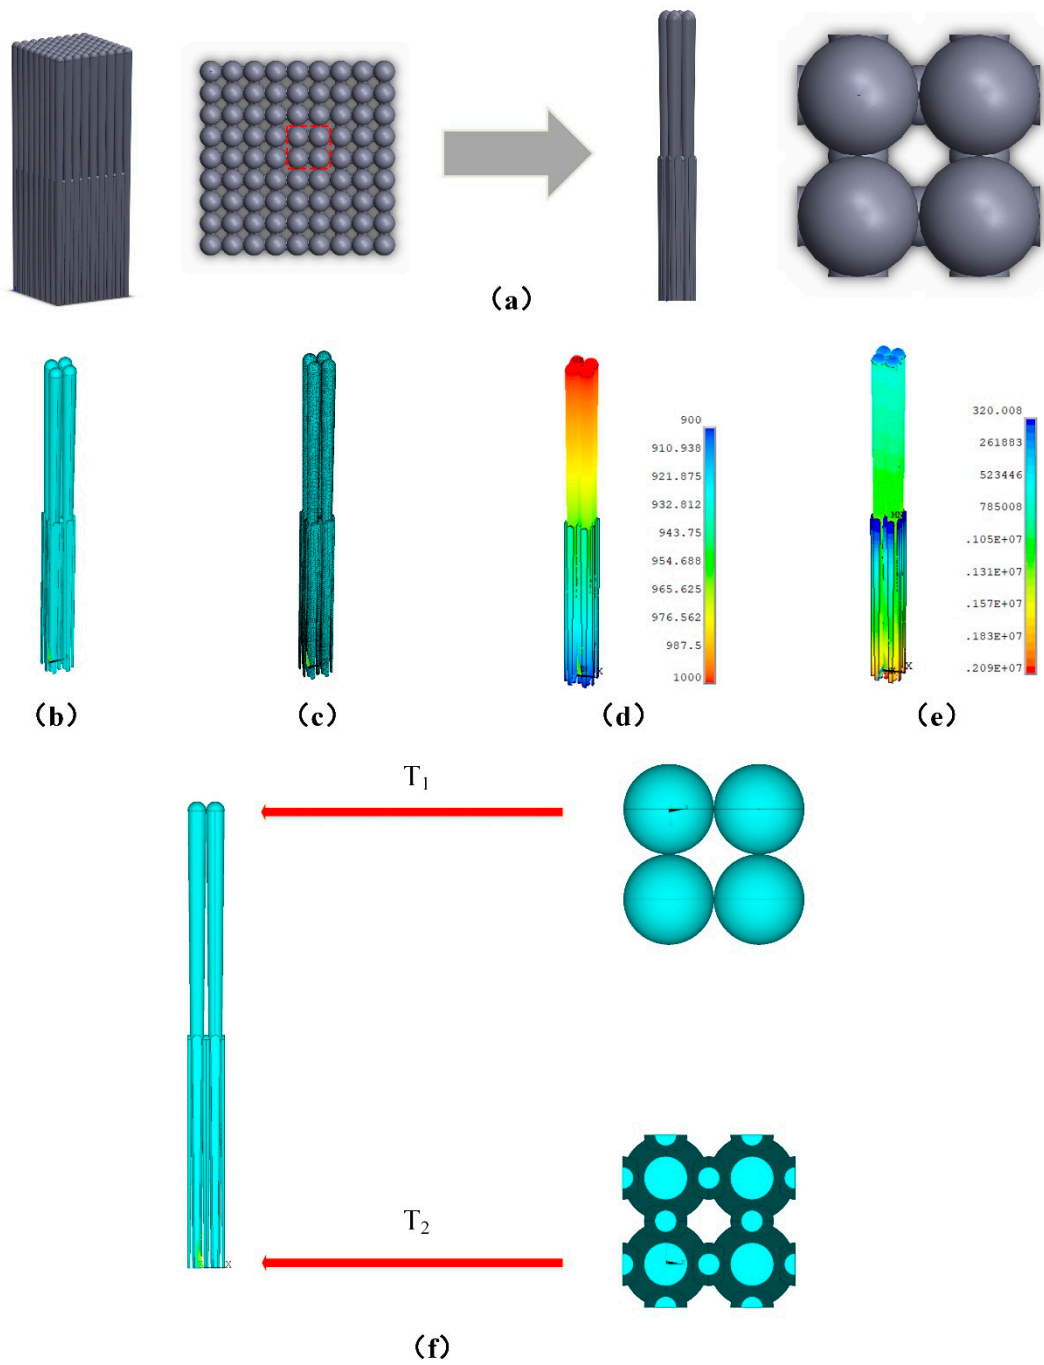 (a)
900
910.938
921.875
932.812
943.75
954.688
965.625
976.562
987.5
1000
X
320.008
261883
523446
785008
.105E+07
.131E+07
.157E+07
.183E+07
.209E+07
X
(b)
(c)
(d)
(e)
T1
T2
X
(f)